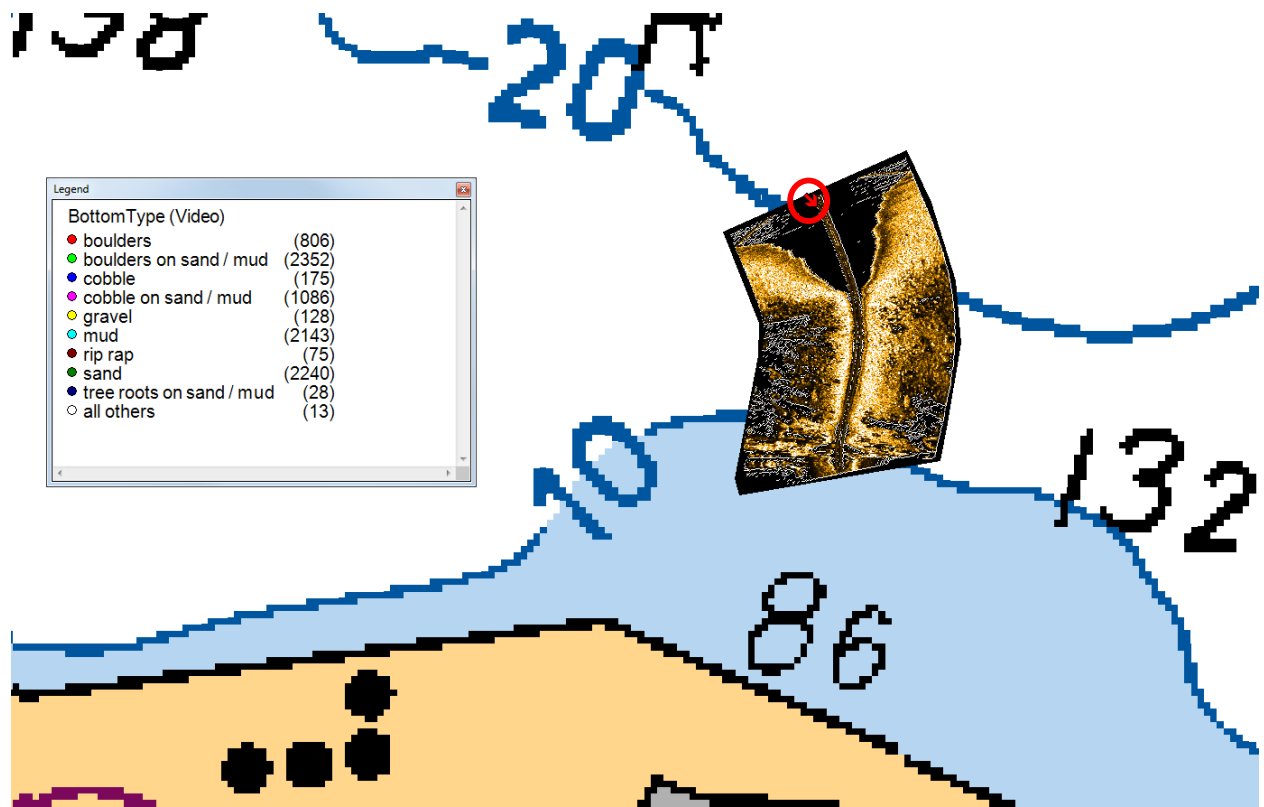 20
Legend
BottomType (Video)
boulders (806)
boulders on sand / mud (2352)
cobble (175)
cobble on sand / mud (1086)
gravel (128)
mud (2143)
rip rap (75)
sand (2240)
tree roots on sand / mud (28)
all others (13)
10
132
86